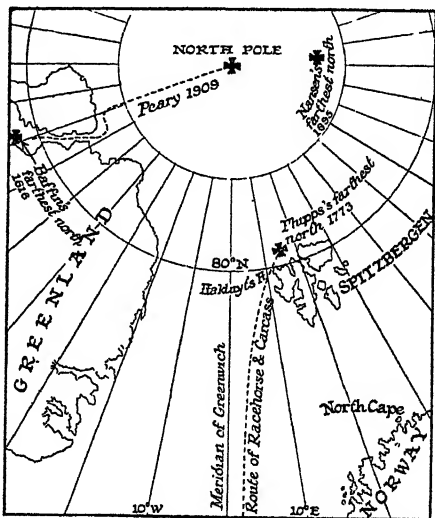 NORTH POLE
Peary 1909
Nansen's
farthest north
1895
Baffin's
farthest north
1616
Phipps's farthest
north 1773
80°N
Hakluyt's H.
SPITZBERGEN
GREENLAND
Meridian of Greenwich
Route of Racehorse & Carcass
North Cape
NORWAY
10°W
10°E